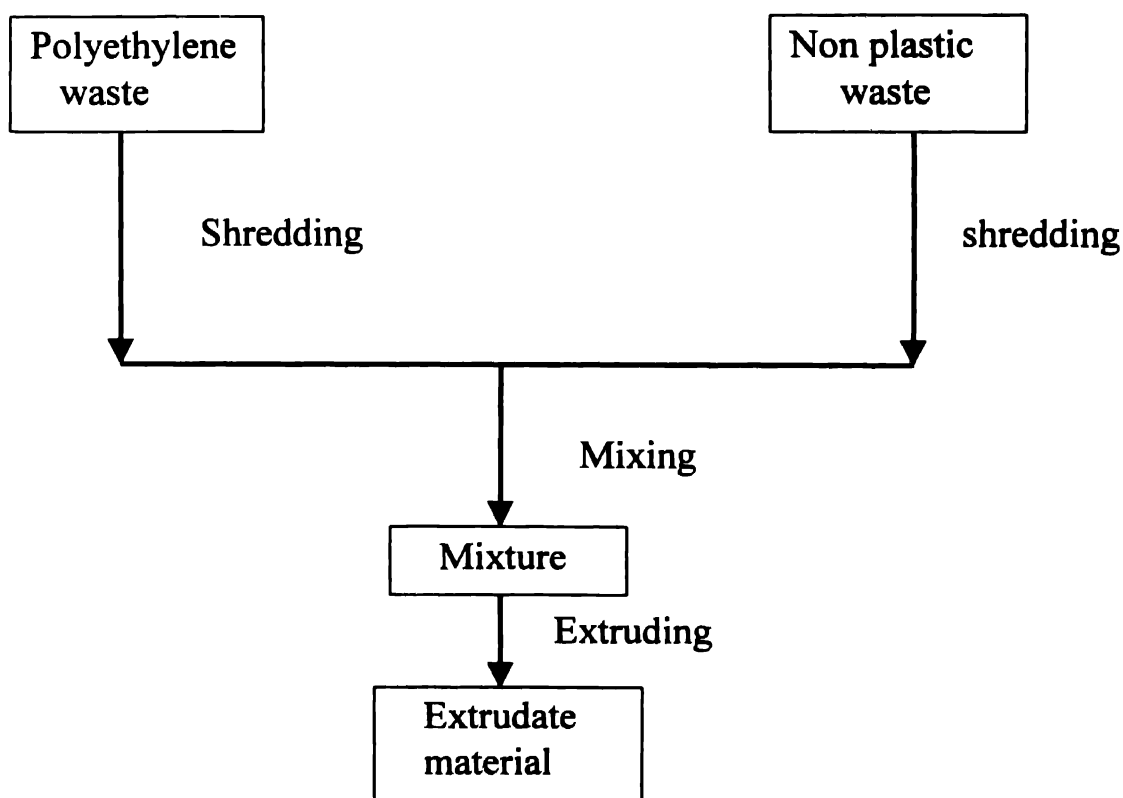 Polyethylene
waste
Non plastic
waste
Shredding
shredding
Mixing
Mixture
Extruding
Extrudate
material